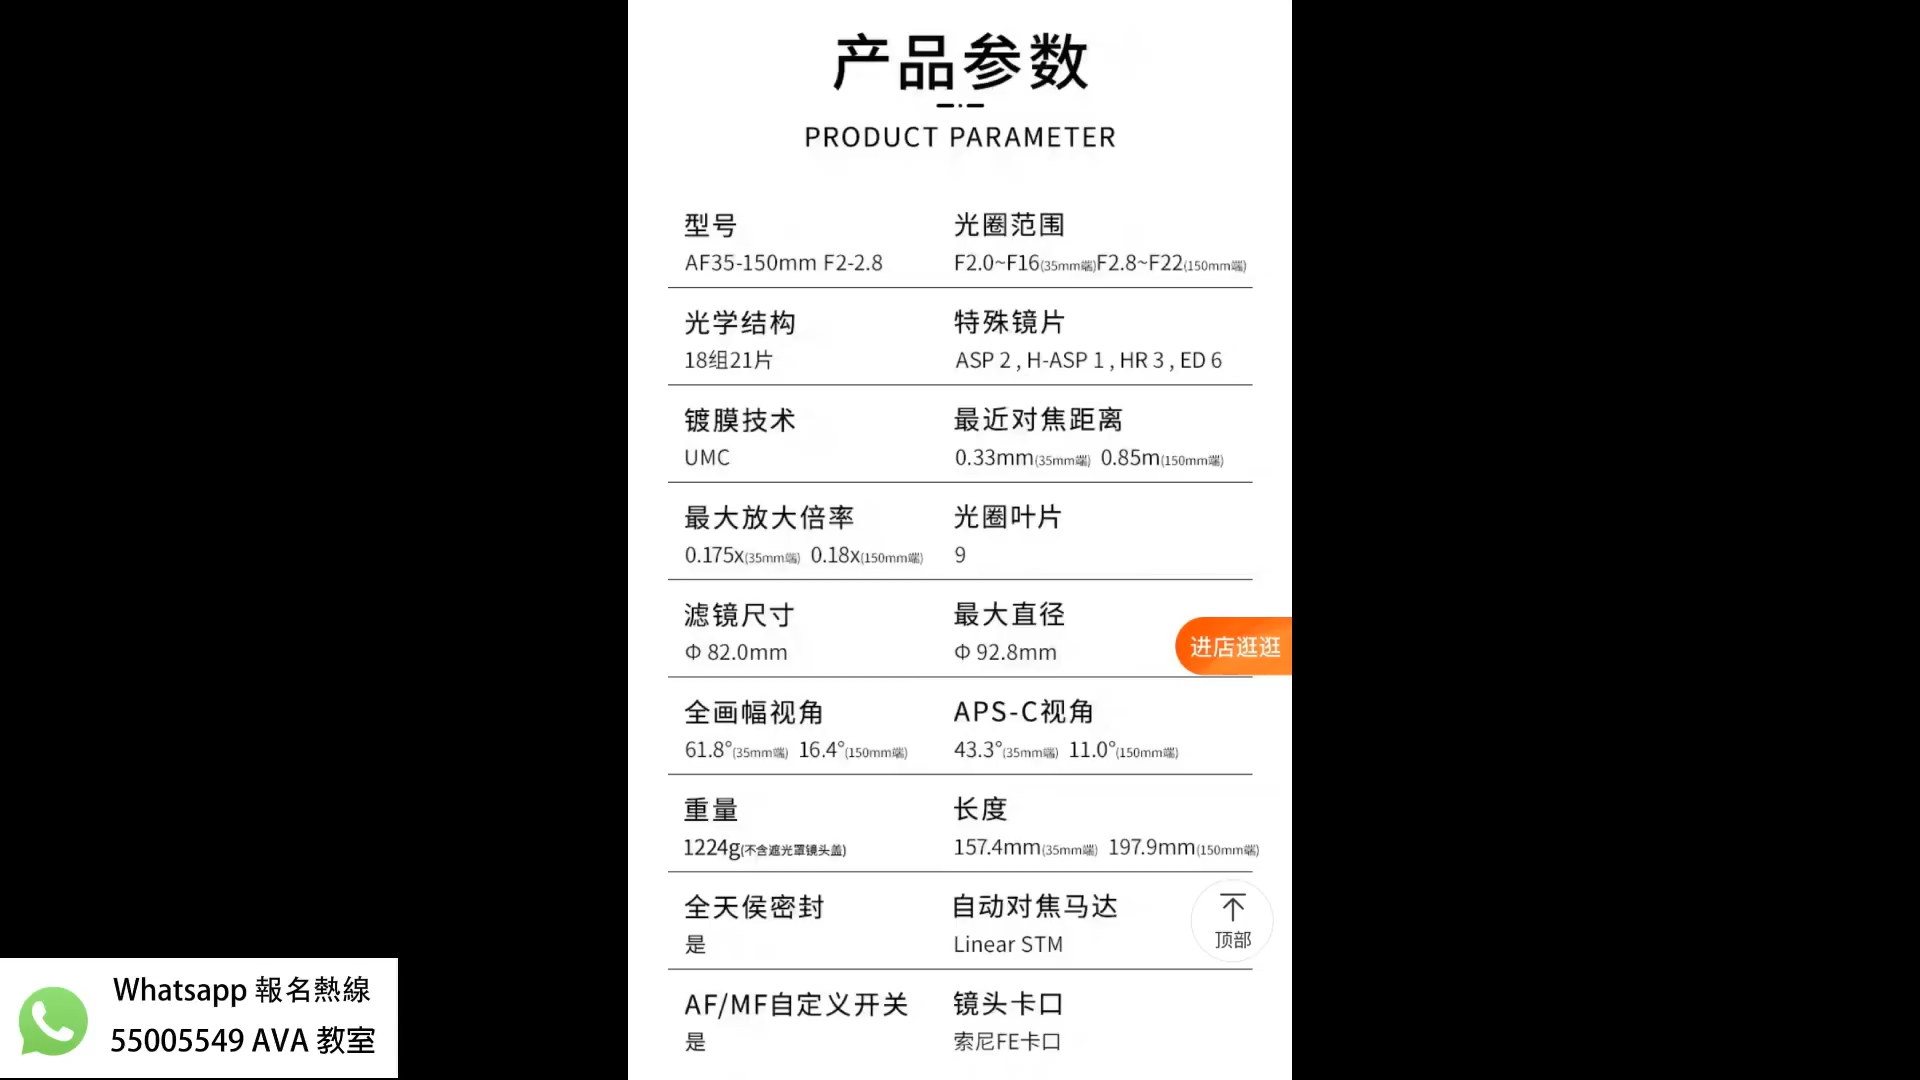 产品参数
PRODUCT PARAMETER
型号
AF35-150mm F2-2.8
光圈范围
F2.0~F16(35mm端)F2.8~F22(150mm端)
光学结构
18组21片
特殊镜片
ASP 2 , H-ASP 1 , HR 3 , ED 6
镀膜技术
UMC
最近对焦距离
0.33mm(35mm端) 0.85m(150mm端)
最大放大倍率
0.175x(35mm端) 0.18x(150mm端)
光圈叶片
9
滤镜尺寸
Φ 82.0mm
最大直径
Φ 92.8mm
进店逛逛
全画幅视角
61.8°(35mm端) 16.4°(150mm端)
APS-C视角
43.3°(35mm端) 11.0°(150mm端)
重量
1224g(不含遮光罩镜头盖)
长度
157.4mm(35mm端) 197.9mm(150mm端)
全天侯密封
是
自动对焦马达
Linear STM
顶部
AF/MF自定义开关
是
镜头卡口
索尼FE卡口
Whatsapp 報名熱線
55005549 AVA 教室